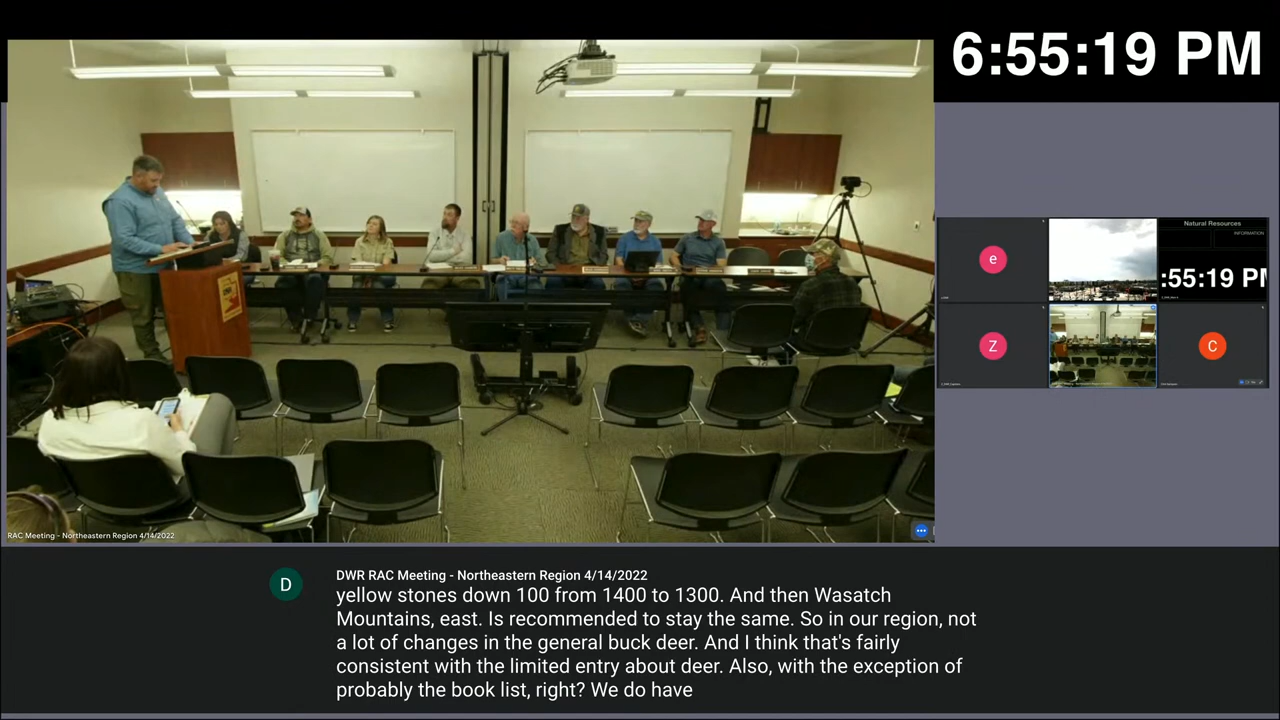 6:55:19 PM
Natural Resources
INFORMATION
:55:19 PM
e
Z
C
RAC Meeting - Northeastern Region 4/14/2022
D
DWR RAC Meeting - Northeastern Region 4/14/2022
yellow stones down 100 from 1400 to 1300. And then Wasatch
Mountains, east. Is recommended to stay the same. So in our region, not
a lot of changes in the general buck deer. And I think that's fairly
consistent with the limited entry about deer. Also, with the exception of
probably the book list, right? We do have